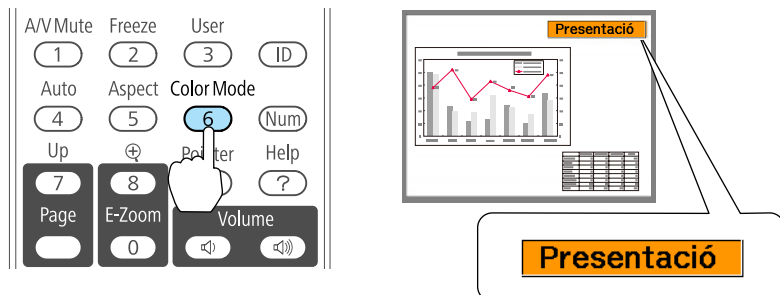 A/V Mute Freeze User
1 2 3 ID
Auto Aspect Color Mode
4 5 6 Num
Up Help
7 8 ?
Page E-Zoom Volume
0
Presentació
Presentació